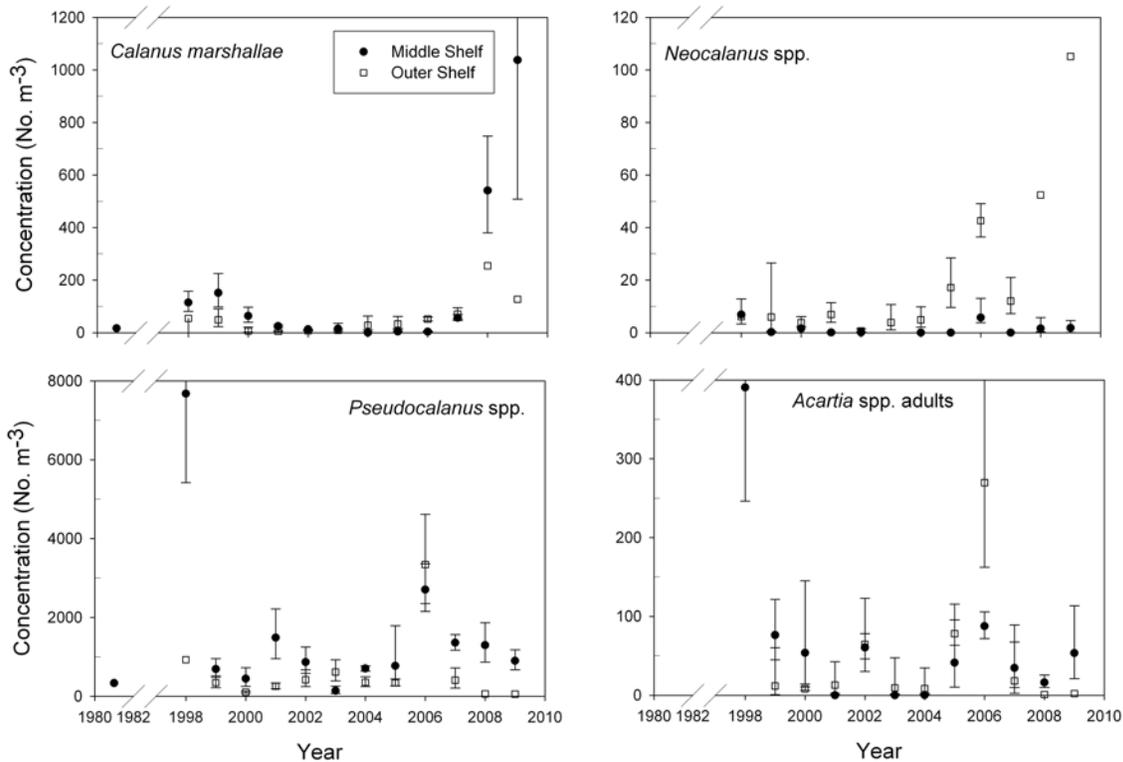 Calanus marshallae
Middle Shelf
Outer Shelf
Concentration (No. m-3)
1200
1000
800
600
400
200
0
Neocalanus spp.
120
100
80
60
40
20
0
Pseudocalanus spp.
Concentration (No. m-3)
8000
6000
4000
2000
0
1980 1982 1998 2000 2002 2004 2006 2008 2010
Year
Acartia spp. adults
400
300
200
100
0
1980 1982 1998 2000 2002 2004 2006 2008 2010
Year